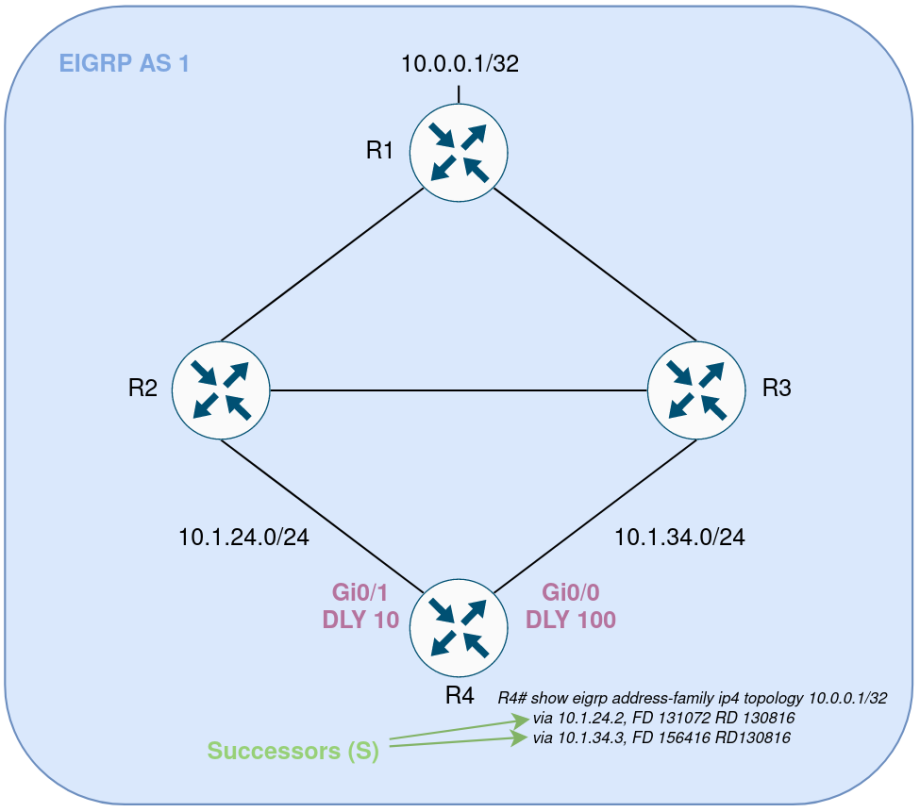 EIGRP AS 1
10.0.0.1/32
R1
R2
R3
10.1.24.0/24
10.1.34.0/24
Gi0/1
DLY 10
Gi0/0
DLY 100
R4
R4# show eigrp address-family ip4 topology 10.0.0.1/32
via 10.1.24.2, FD 131072 RD 130816
via 10.1.34.3, FD 156416 RD130816
Successors (S)